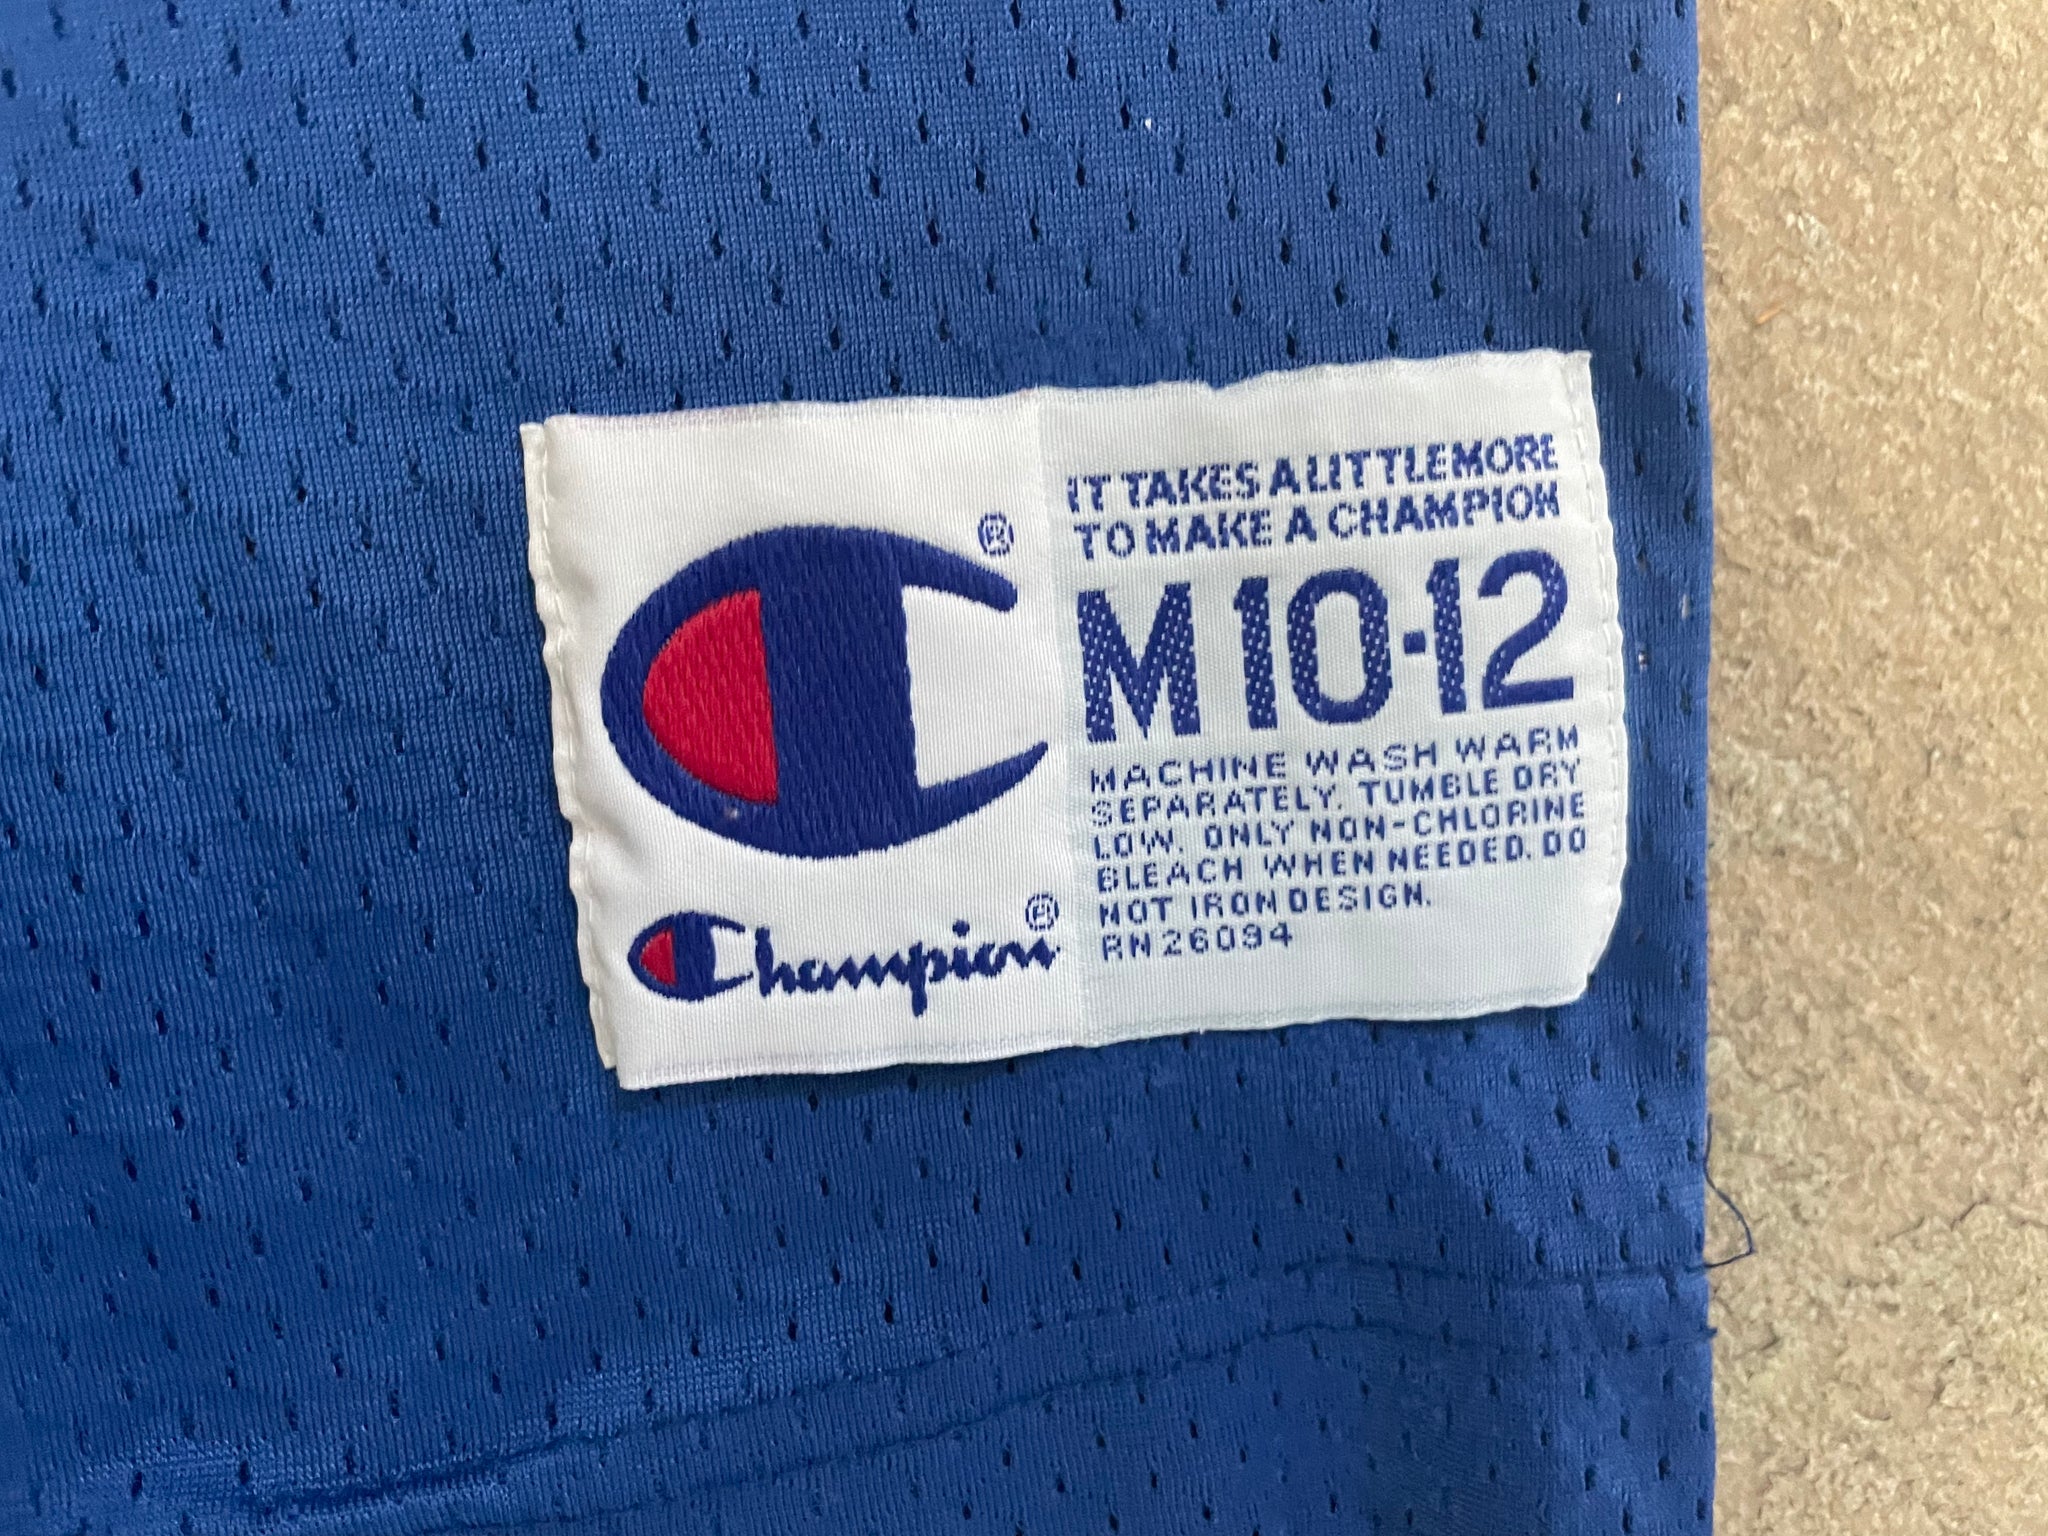 ®
Champion®
IT TAKES A LITTLE MORE
TO MAKE A CHAMPION
M 10-12
MACHINE WASH WARM
SEPARATELY. TUMBLE DRY
LOW. ONLY NON-CHLORINE
BLEACH WHEN NEEDED. DO
NOT IRON DESIGN.
RN 26094